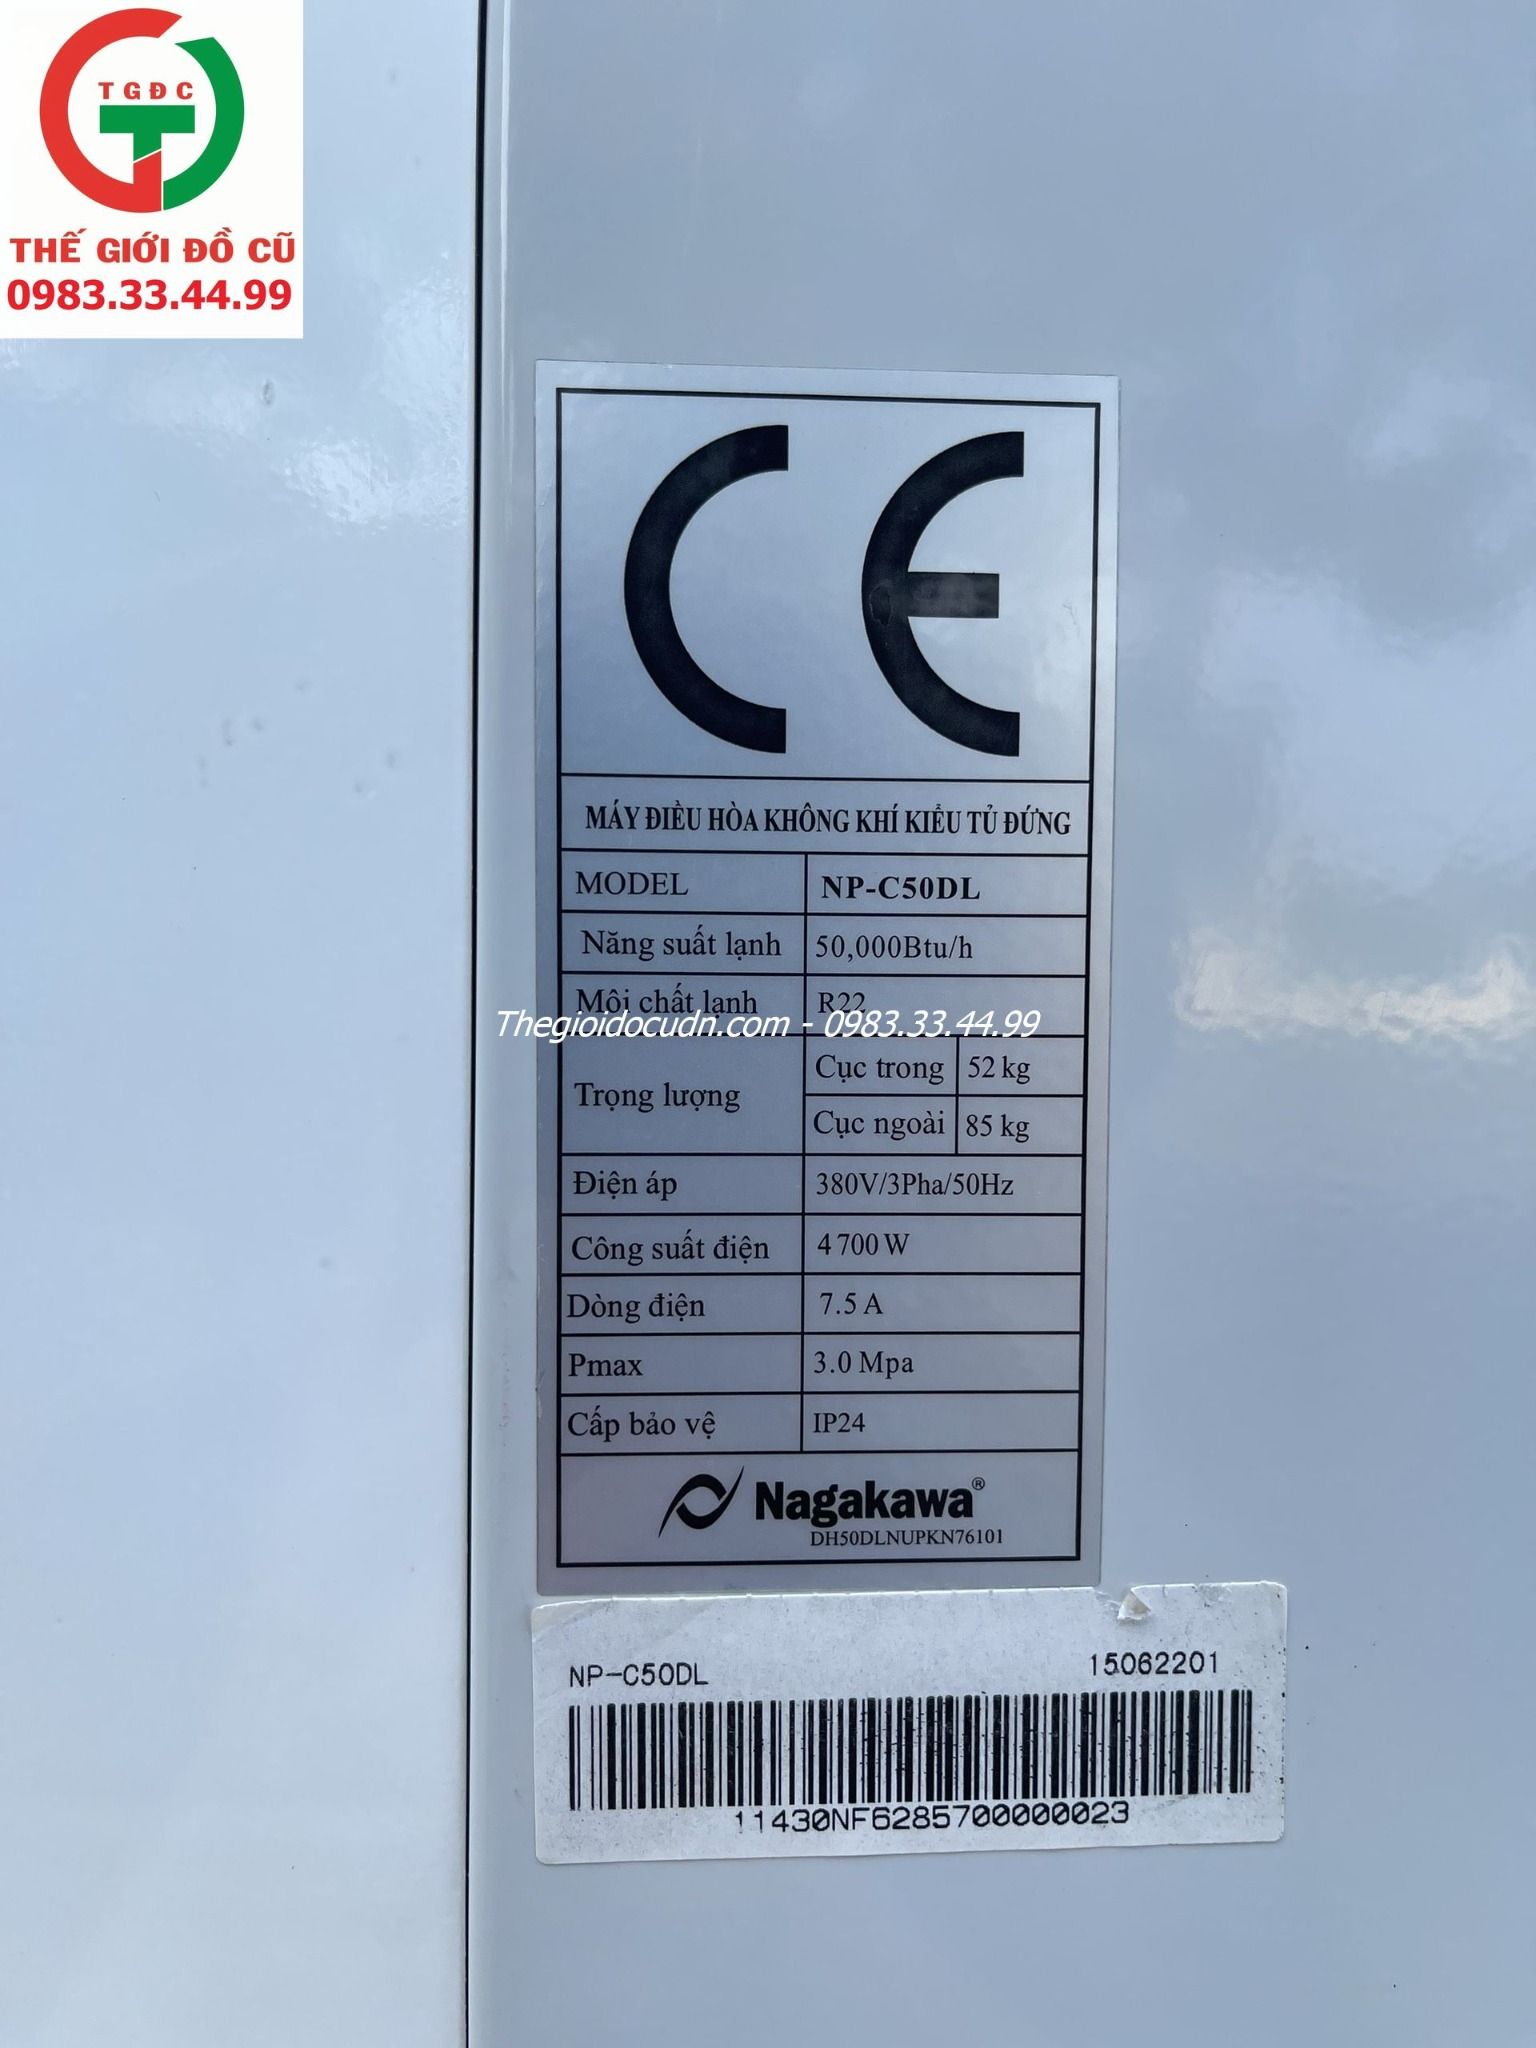 TGĐC
THẾ GIỚI ĐỒ CŨ
0983.33.44.99
CE
MÁY ĐIỀU HÒA KHÔNG KHÍ KIỂU TỦ ĐỨNG
MODEL NP-C50DL
Năng suất lạnh 50,000Btu/h
Môi chất lạnh R22
Thegioidocudn.com - 0983.33.44.99
Trọng lượng Cục trong 52 kg
Cục ngoài 85 kg
Điện áp 380V/3Pha/50Hz
Công suất điện 4 700 W
Dòng điện 7.5 A
Pmax 3.0 Mpa
Cấp bảo vệ IP24
Nagakawa®
DH50DLNUPKN76101
NP-C50DL 15062201
11430NF6285700000023